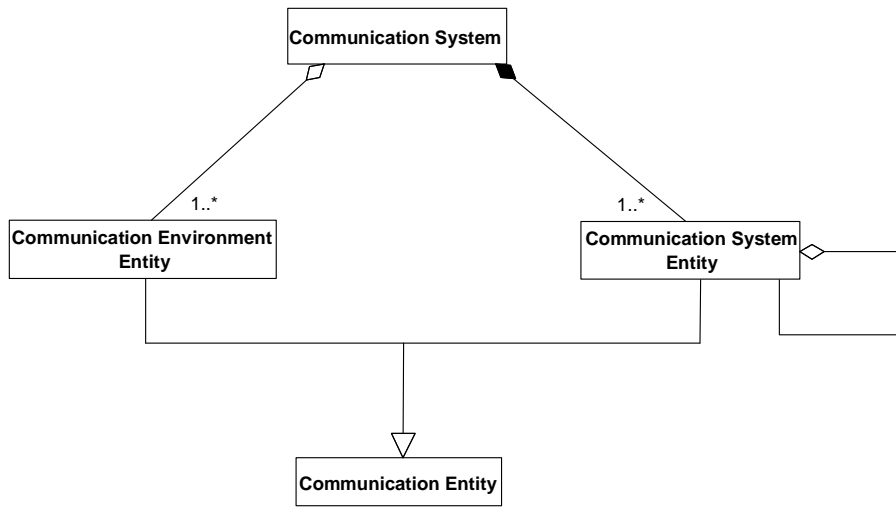 Communication System
1..*
1..*
Communication Environment
Entity
Communication System
Entity
Communication Entity